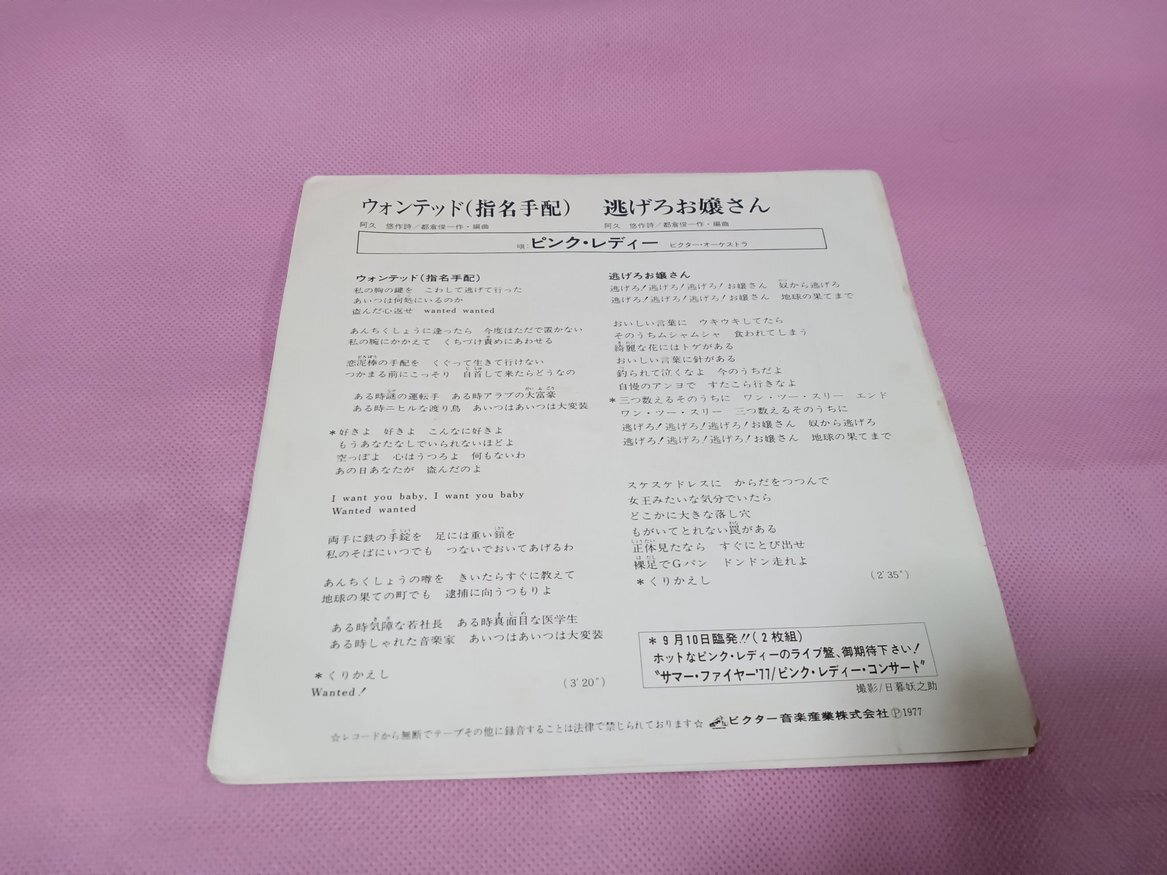 ウォンテッド(指名手配)　逃げろお嬢さん
阿久　悠作詩／都倉俊一作・編曲　阿久　悠作詩／都倉俊一作・編曲
唄：ピンク・レディー　ビクター・オーケストラ
ウォンテッド(指名手配)
私の胸の鍵を　こわして逃げて行った
あいつは何処にいるのか
盗んだ心返せ　wanted wanted
あんちくしょうに逢ったら　今度はただで置かない
私の腕にかかえて　くちづけ責めにあわせる
恋泥棒の手配を　くぐって生きて行けない
つかまる前にこっそり　自首して来たらどうなの
ある時謎の運転手　ある時アラブの大富豪
ある時ニヒルな渡り鳥　あいつはあいつは大変装
＊好きよ　好きよ　こんなに好きよ
もうあなたなしでいられないほどよ
空っぽよ　心はうつろよ　何もないわ
あの日あなたが　盗んだのよ
I want you baby, I want you baby
Wanted wanted
両手に鉄の手錠を　足には重い鎖を
私のそばにいつでも　つないでおいてあげるわ
あんちくしょうの噂を　きいたらすぐに教えて
地球の果ての町でも　逮捕に向うつもりよ
ある時気障な若社長　ある時真面目な医学生
ある時しゃれた音楽家　あいつはあいつは大変装
＊くりかえし
Wanted！
(3′20″)
逃げろお嬢さん
逃げろ！逃げろ！逃げろ！お嬢さん　奴から逃げろ
逃げろ！逃げろ！逃げろ！お嬢さん　地球の果てまで
おいしい言葉に　ウキウキしてたら
そのうちムシャムシャ　食われてしまう
綺麗な花にはトゲがある
おいしい言葉に針がある
釣られて泣くなよ　今のうちだよ
自慢のアンヨで　すたこら行きなよ
＊三つ数えるそのうちに　ワン・ツー・スリー　エンド
ワン・ツー・スリー　三つ数えるそのうちに
逃げろ！逃げろ！逃げろ！お嬢さん　奴から逃げろ
逃げろ！逃げろ！逃げろ！お嬢さん　地球の果てまで
スケスケドレスに　からだをつつんで
女王みたいな気分でいたら
どこかに大きな落し穴
もがいてとれない罠がある
正体見たなら　すぐにとび出せ
裸足でGパン　ドンドン走れよ
＊くりかえし
(2′35″)
＊9月10日臨発!!(2枚組)
ホットなピンク・レディーのライブ盤、御期待下さい！
“サマー・ファイヤー'77/ピンク・レディー・コンサート”
撮影/日暮妖之助
☆レコードから無断でテープその他に録音することは法律で禁じられております☆　ビクター音楽産業株式会社Ⓟ1977